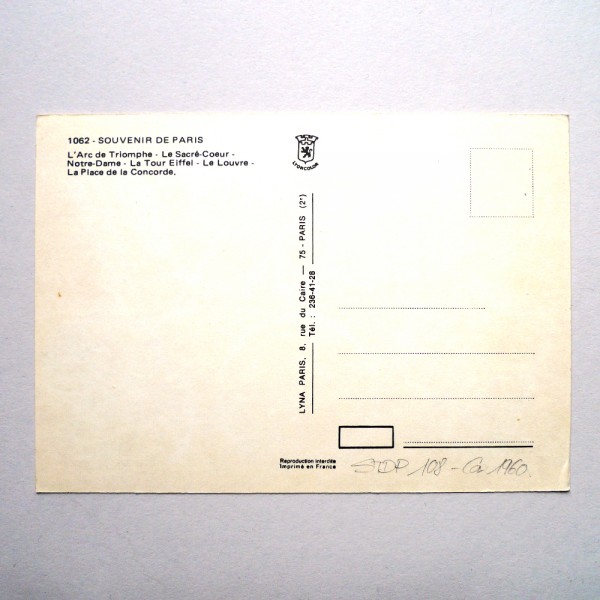 1062 - SOUVENIR DE PARIS
L'Arc de Triomphe - Le Sacré-Coeur -
Notre-Dame - La Tour Eiffel - Le Louvre -
La Place de la Concorde.
LYONCOLOR
LYNA PARIS, 8, rue du Caire — 75 - PARIS (2e)
Tél. : 236-41-28
Reproduction interdite
Imprimé en France
108 - Ca 1960.